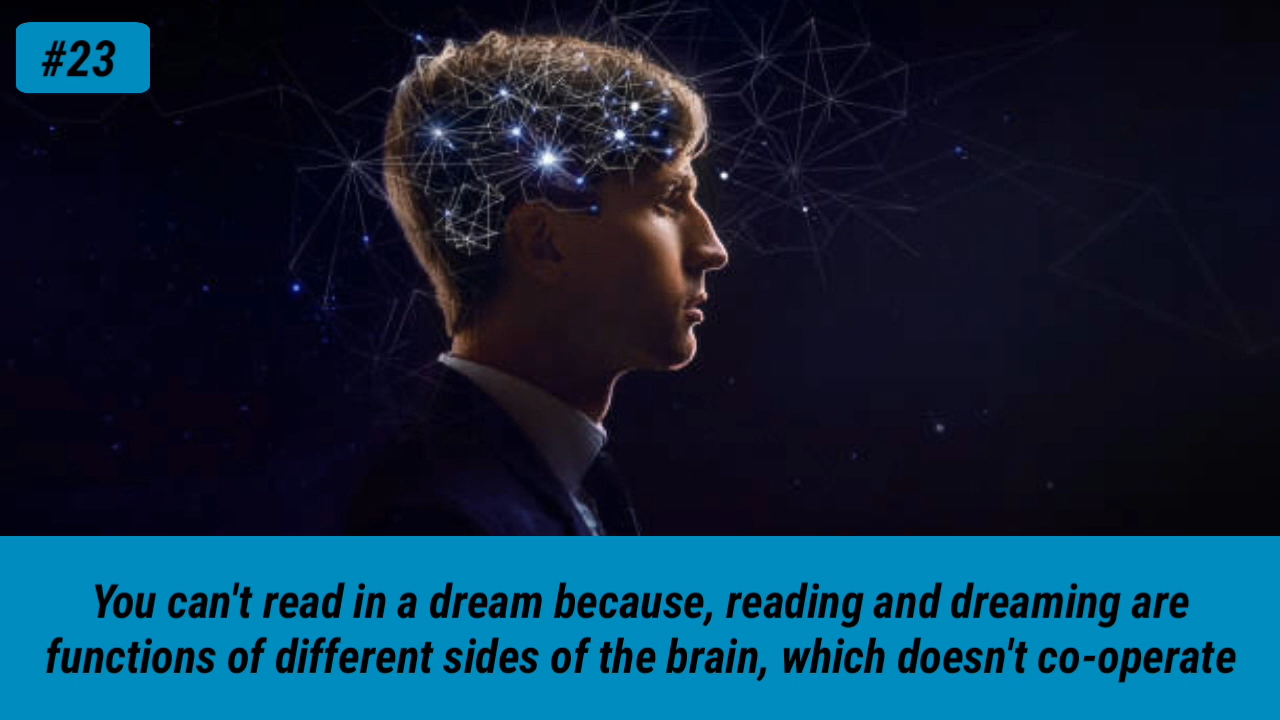 #23
You can't read in a dream because, reading and dreaming are
functions of different sides of the brain, which doesn't co-operate